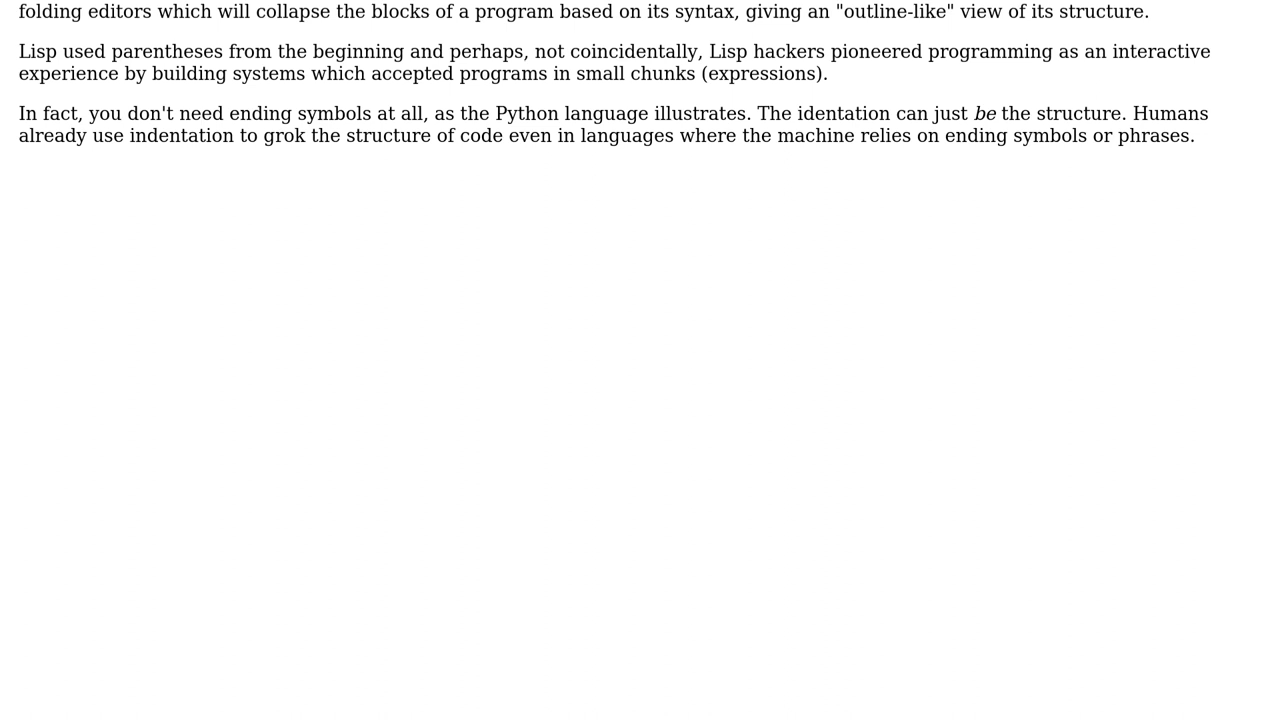 folding editors which will collapse the blocks of a program based on its syntax, giving an "outline-like" view of its structure.
Lisp used parentheses from the beginning and perhaps, not coincidentally, Lisp hackers pioneered programming as an interactive
experience by building systems which accepted programs in small chunks (expressions).
In fact, you don't need ending symbols at all, as the Python language illustrates. The identation can just be the structure. Humans
already use indentation to grok the structure of code even in languages where the machine relies on ending symbols or phrases.